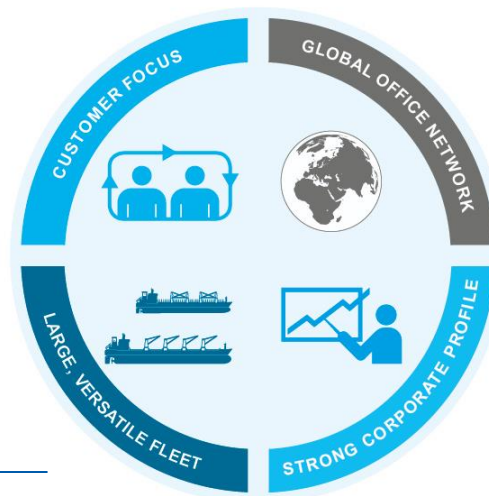 CUSTOMER FOCUS
GLOBAL OFFICE NETWORK
LARGE, VERSATILE FLEET
STRONG CORPORATE PROFILE